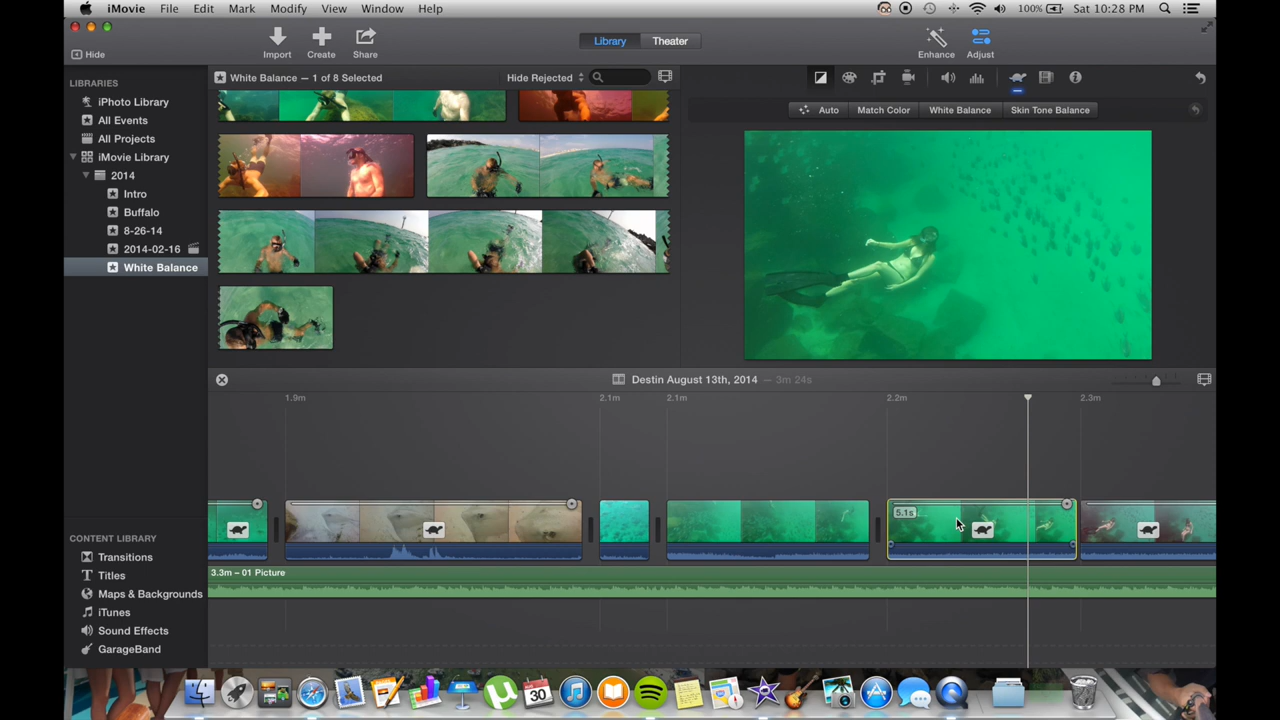 iMovie File Edit Mark Modify View Window Help 100% Sat 10:28 PM
Hide
Import Create Share
Library Theater
Enhance Adjust
LIBRARIES
iPhoto Library
All Events
All Projects
iMovie Library
2014
Intro
Buffalo
8-26-14
2014-02-16
White Balance
CONTENT LIBRARY
Transitions
Titles
Maps & Backgrounds
iTunes
Sound Effects
GarageBand
White Balance — 1 of 8 Selected Hide Rejected
Auto Match Color White Balance Skin Tone Balance
Destin August 13th, 2014 — 3m 24s
1.9m 2.1m 2.1m 2.2m 2.3m
5.1s
3.3m – 01 Picture
30